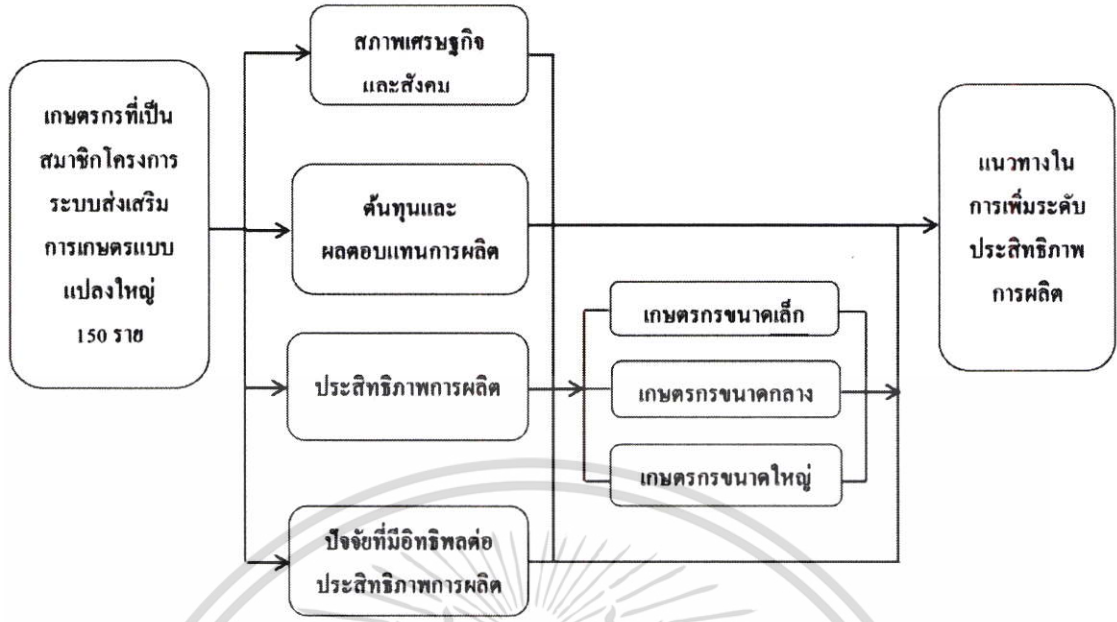 เกษตรกรที่เป็น
สมาชิกโครงการ
ระบบส่งเสริม
การเกษตรแบบ
แปลงใหญ่
150 ราย
สภาพเศรษฐกิจ
และสังคม
ต้นทุนและ
ผลตอบแทนการผลิต
ประสิทธิภาพการผลิต
ปัจจัยที่มีอิทธิพลต่อ
ประสิทธิภาพการผลิต
เกษตรกรขนาดเล็ก
เกษตรกรขนาดกลาง
เกษตรกรขนาดใหญ่
แนวทางใน
การเพิ่มระดับ
ประสิทธิภาพ
การผลิต